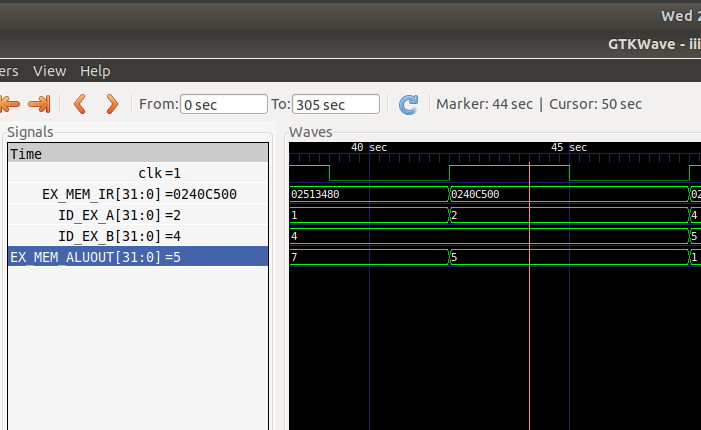 Wed 2
GTKWave - iii
ers View Help
From: 0 sec To: 305 sec Marker: 44 sec | Cursor: 50 sec
Signals
Waves
Time
clk=1
EX_MEM_IR[31:0]=0240C500
ID_EX_A[31:0]=2
ID_EX_B[31:0]=4
EX_MEM_ALUOUT[31:0]=5
40 sec 45 sec
02513480 0240C500 02
1 2 4
4 5
7 5 1